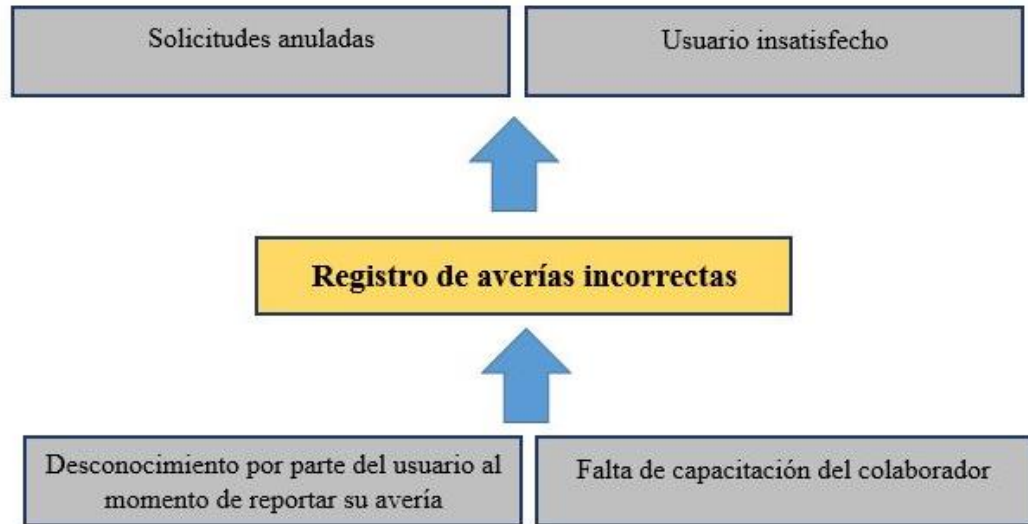 Solicitudes anuladas
Usuario insatisfecho
Registro de averías incorrectas
Desconocimiento por parte del usuario al
momento de reportar su avería
Falta de capacitación del colaborador